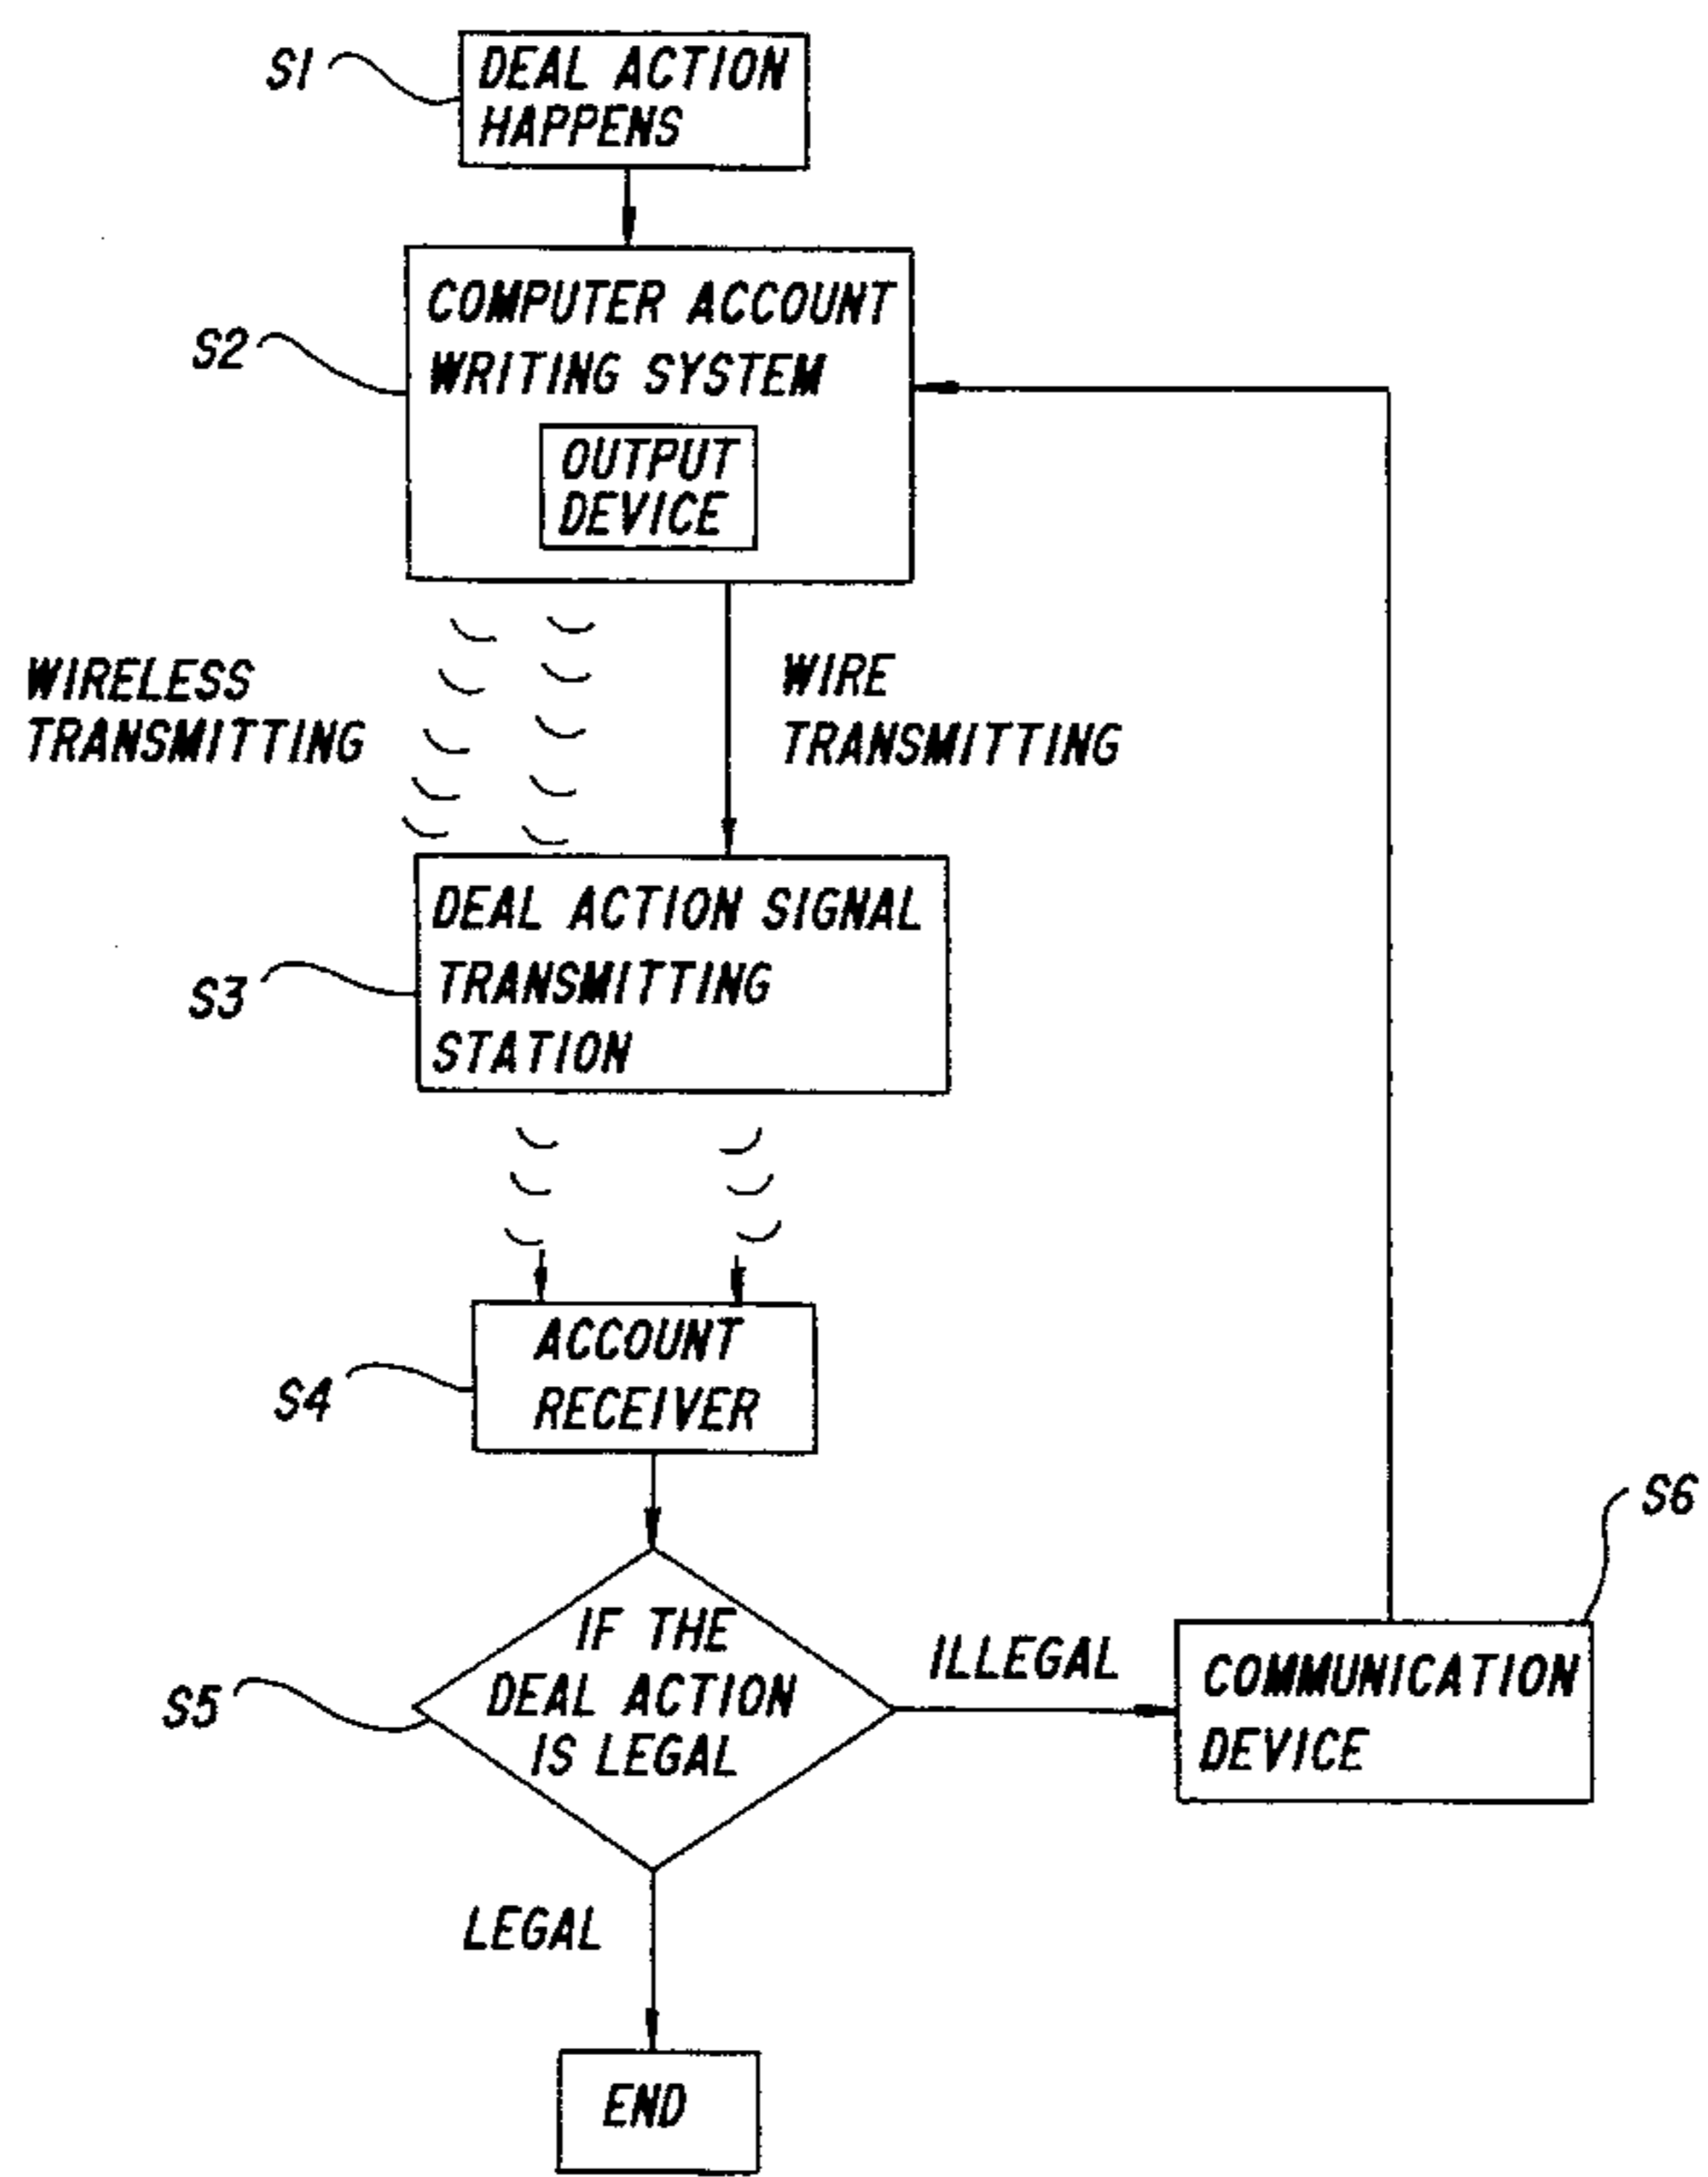 S1
DEAL ACTION
HAPPENS
S2
COMPUTER ACCOUNT
WRITING SYSTEM
OUTPUT
DEVICE
WIRELESS
TRANSMITTING
WIRE
TRANSMITTING
S3
DEAL ACTION SIGNAL
TRANSMITTING
STATION
S4
ACCOUNT
RECEIVER
S5
IF THE
DEAL ACTION
IS LEGAL
ILLEGAL
S6
COMMUNICATION
DEVICE
LEGAL
END